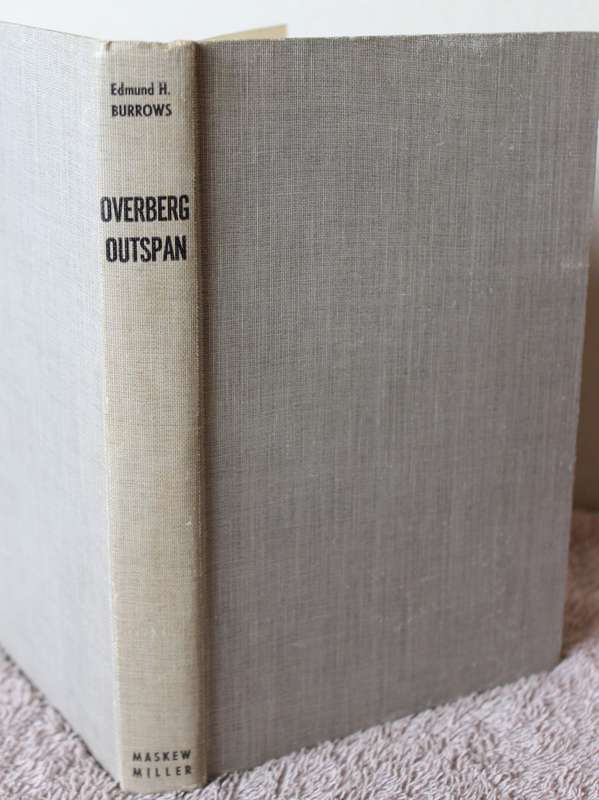 Edmund H.
BURROWS
OVERBERG
OUTSPAN
MASKEW
MILLER